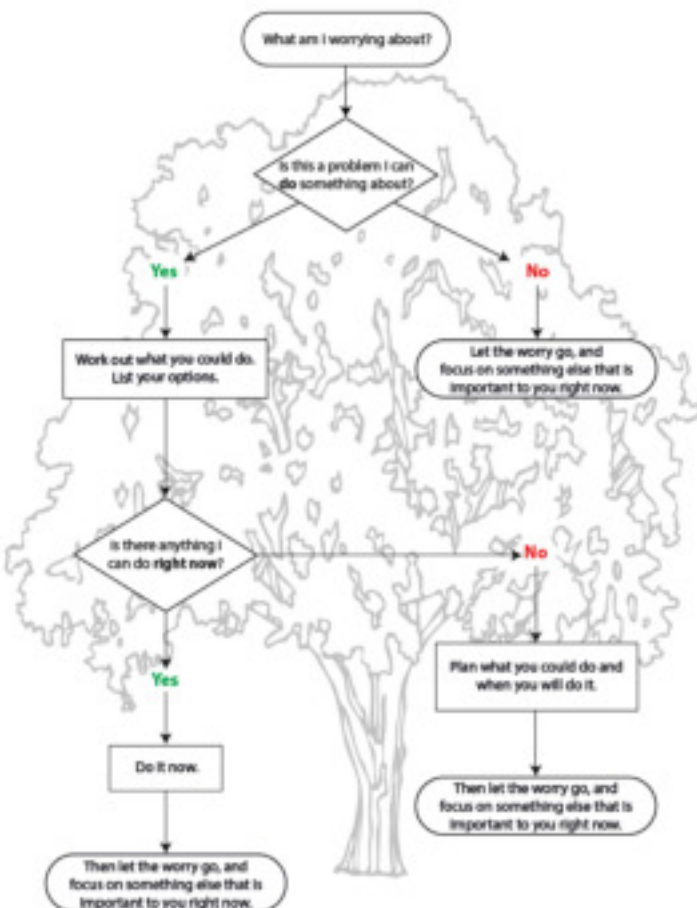 What am I worrying about?
Is this a problem I can
do something about?
Yes
No
Work out what you could do.
List your options.
Let the worry go, and
focus on something else that is
important to you right now.
Is there anything I
can do right now?
No
Yes
Plan what you could do and
when you will do it.
Do it now.
Then let the worry go, and
focus on something else that is
important to you right now.
Then let the worry go, and
focus on something else that is
important to you right now.